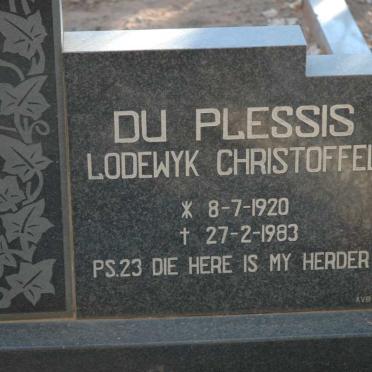 DU PLESSIS
LODEWYK CHRISTOFFEL
ᛯ 8-7-1920
† 27-2-1983
PS.23 DIE HERE IS MY HERDER